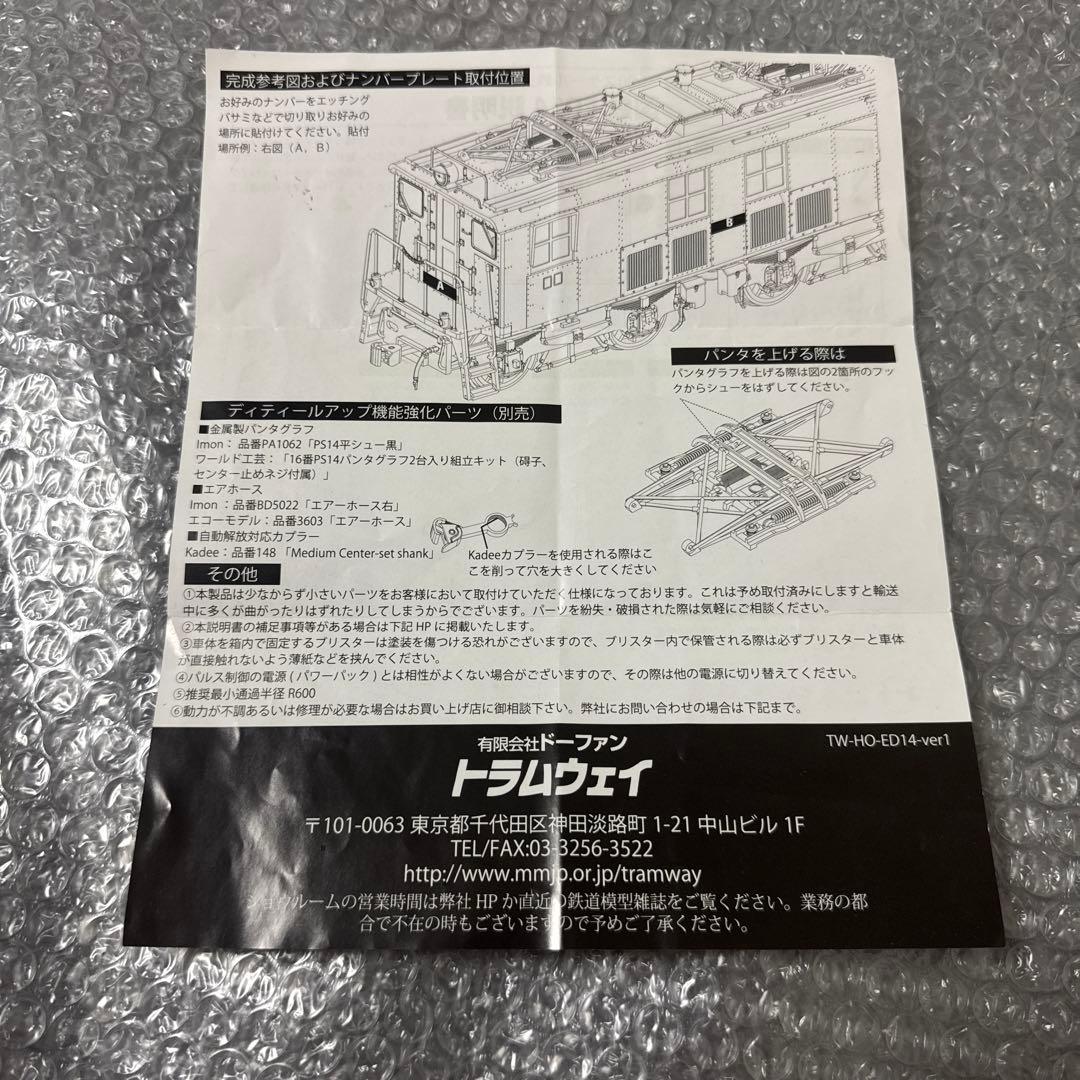 完成参考図およびナンバープレート取付位置
お好みのナンバーをエッチング
バサミなどで切り取りお好みの
場所に貼付けてください。貼付
場所例：右図（A，B）
A
B
パンタを上げる際は
パンタグラフを上げる際は図の2箇所のフッ
クからシューをはずしてください。
ディティールアップ機能強化パーツ（別売）
■金属製パンタグラフ
Imon： 品番PA1062「PS14平シュー黒」
ワールド工芸：「16番PS14パンタグラフ2台入り組立キット（碍子、
センター止めネジ付属）」
■エアホース
Imon ：品番BD5022「エアーホース右」
エコーモデル：品番3603「エアーホース」
■自動解放対応カプラー
Kadee：品番148 「Medium Center-set shank」
Kadeeカプラーを使用される際はこ
こを削って穴を大きくしてください
その他
①本製品は少なからず小さいパーツをお客様において取付けていただく仕様になっております。これは予め取付済みにしますと輸送
中に多くが曲がったりはずれたりしてしまうからでございます。パーツを紛失・破損された際は気軽にご相談ください。
②本説明書の補足事項等がある場合は下記 HP に掲載いたします。
③車体を箱内で固定するブリスターは塗装を傷つける恐れがございますので、ブリスター内で保管される際は必ずブリスターと車体
が直接触れないよう薄紙などを挟んでください。
④パルス制御の電源 ( パワーパック ) とは相性がよくない場合がございますので、その際は他の電源に切り替えてください。
⑤推奨最小通過半径 R600
⑥動力が不調あるいは修理が必要な場合はお買い上げ店に御相談下さい。弊社にお問い合わせの場合は下記まで。
TW-HO-ED14-ver1
有限会社ドーファン
トラムウェイ
〒101-0063 東京都千代田区神田淡路町 1-21 中山ビル 1F
TEL/FAX:03-3256-3522
http://www.mmjp.or.jp/tramway
ショウルームの営業時間は弊社 HP か直近の鉄道模型雑誌をご覧ください。業務の都
合で不在の時もございますので予めご了承ください。